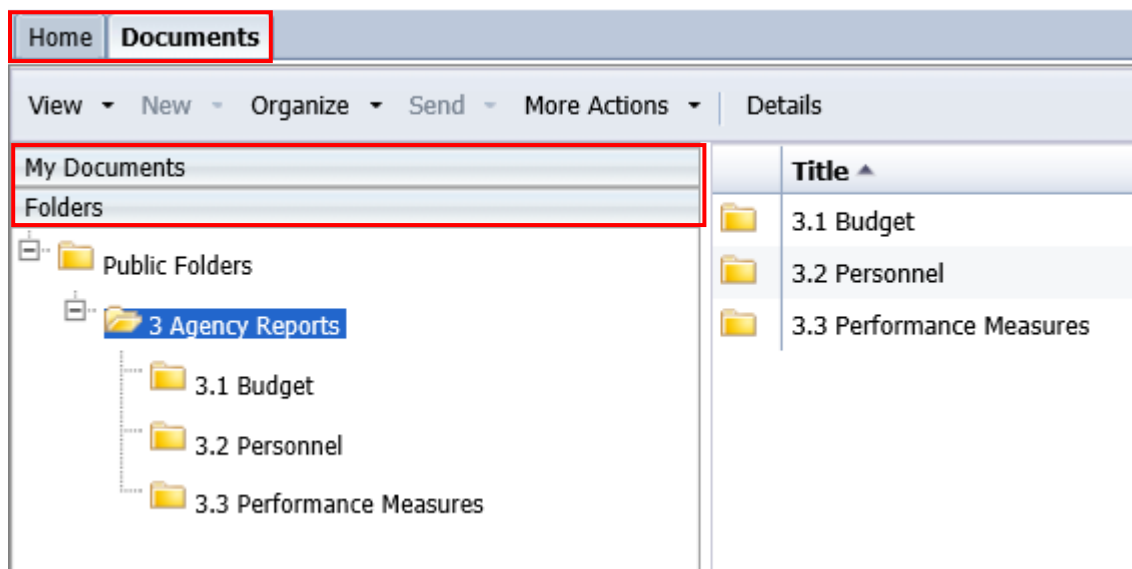 Home Documents
View New Organize Send More Actions Details
My Documents
Folders
Public Folders
3 Agency Reports
3.1 Budget
3.2 Personnel
3.3 Performance Measures
Title
3.1 Budget
3.2 Personnel
3.3 Performance Measures